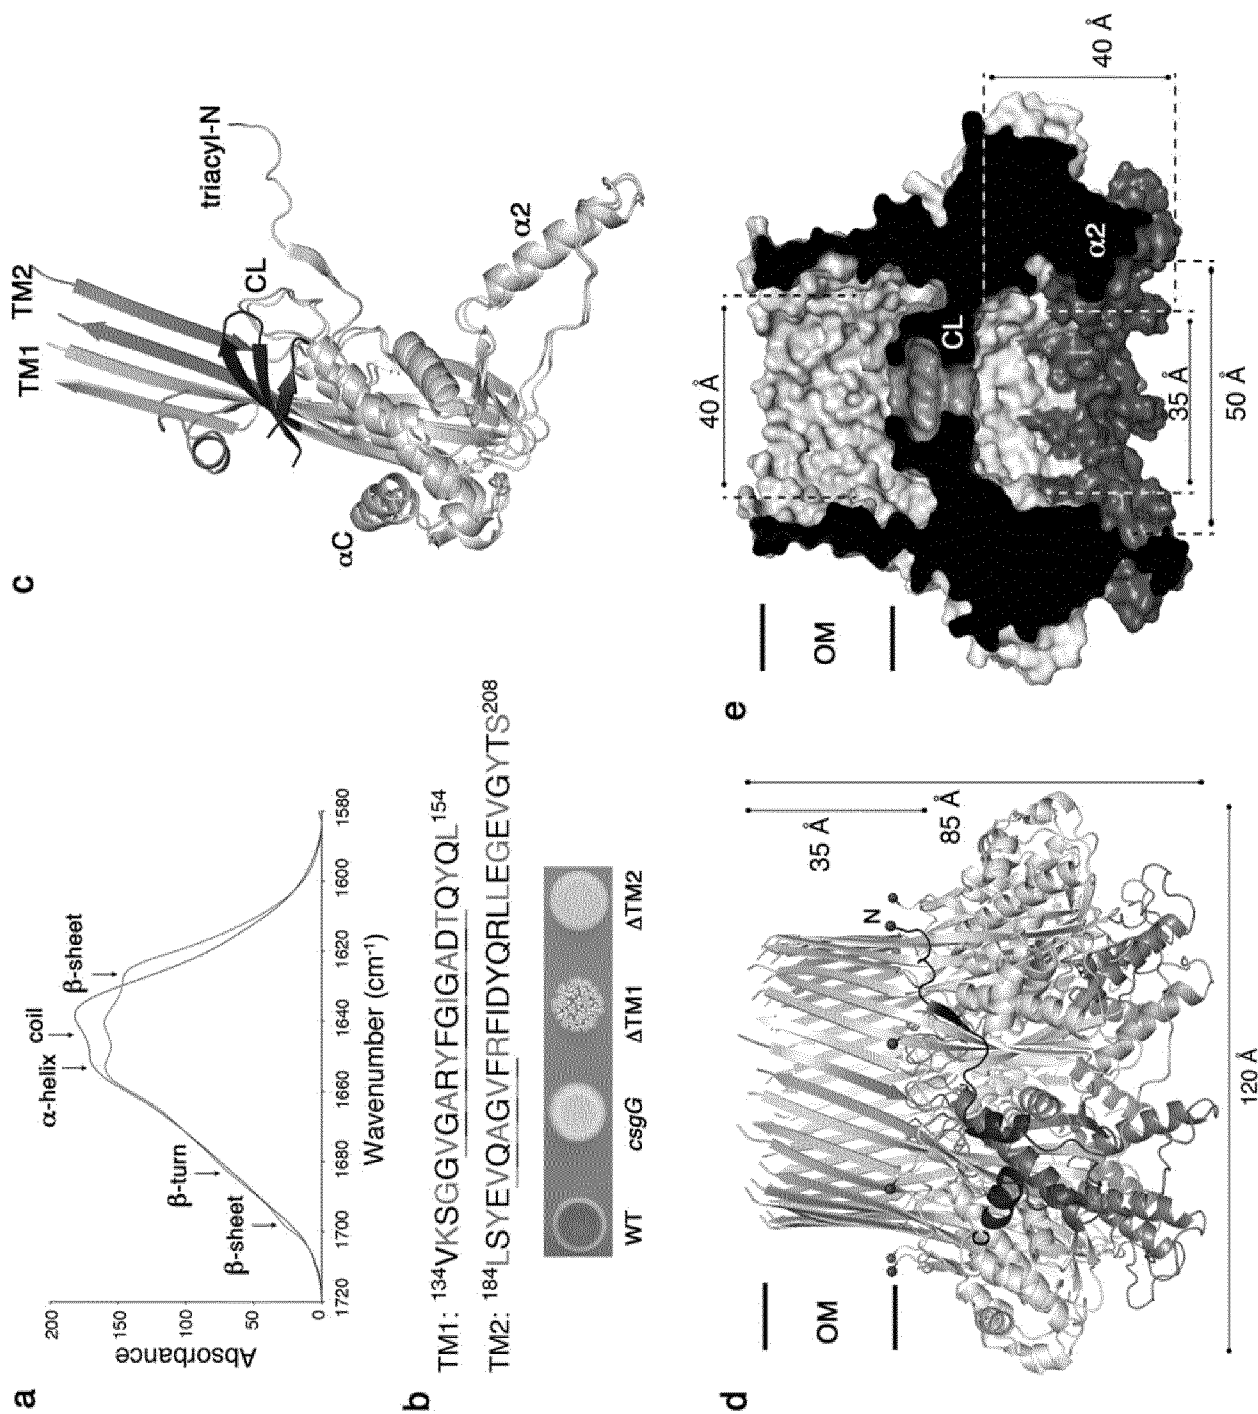 a
Absorbance
200
150
100
50
0
1720
1700
1680
1660
1640
1620
1600
1580
Wavenumber (cm⁻¹)
β-sheet
β-turn
α-helix
coil
β-sheet
b
TM1: ¹³⁴VKSGGVGARYFGIGADTQYQL¹⁵⁴
TM2: ¹⁸⁴LSYEVQAGVFRFIDYQRLLEGEVGYTS²⁰⁸
WT
csgG
ΔTM1
ΔTM2
c
TM1
TM2
CL
triacyl-N
αC
α2
d
OM
N
C
35 Å
85 Å
120 Å
e
OM
40 Å
CL
α2
40 Å
35 Å
50 Å